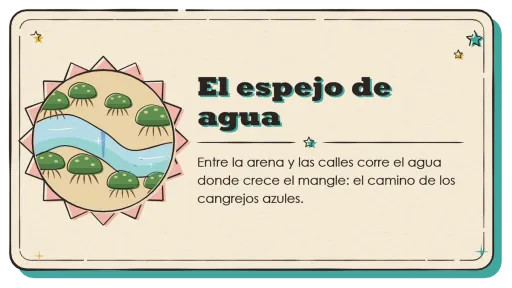 El espejo de
agua
Entre la arena y las calles corre el agua
donde crece el mangle: el camino de los
cangrejos azules.